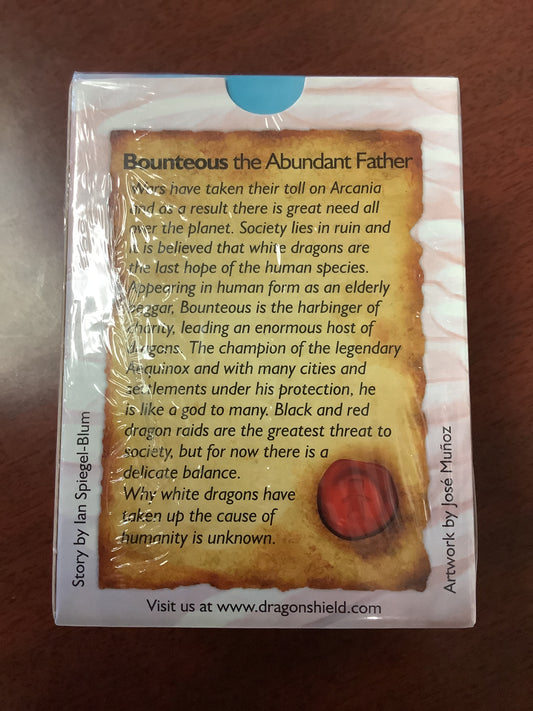 Bounteous the Abundant Father
Wars have taken their toll on Arcania
and as a result there is great need all
over the planet. Society lies in ruin and
it is believed that white dragons are
the last hope of the human species.
Appearing in human form as an elderly
beggar, Bounteous is the harbinger of
charity, leading an enormous host of
dragons. The champion of the legendary
Aequinox and with many cities and
settlements under his protection, he
is like a god to many. Black and red
dragon raids are the greatest threat to
society, but for now there is a
delicate balance.
Why white dragons have
taken up the cause of
humanity is unknown.
Story by Ian Spiegel-Blum
Artwork by José Muñoz
Visit us at www.dragonshield.com